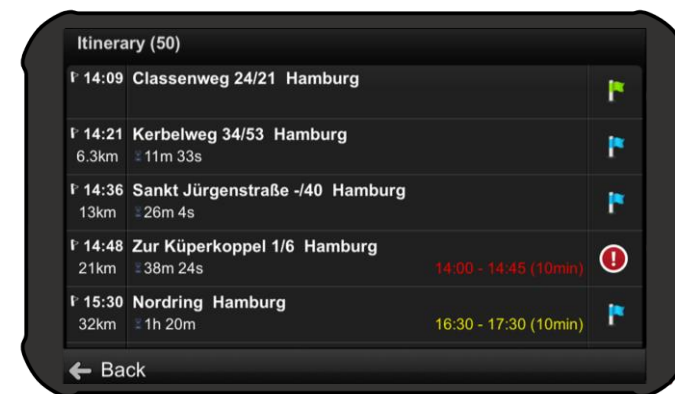 Itinerary (50)
14:09 Classenweg 24/21 Hamburg
14:21 Kerbelweg 34/53 Hamburg
6.3km 11m 33s
14:36 Sankt Jürgenstraße -/40 Hamburg
13km 26m 4s
14:48 Zur Küperkoppel 1/6 Hamburg
21km 38m 24s 14:00 - 14:45 (10min)
15:30 Nordring Hamburg
32km 1h 20m 16:30 - 17:30 (10min)
Back